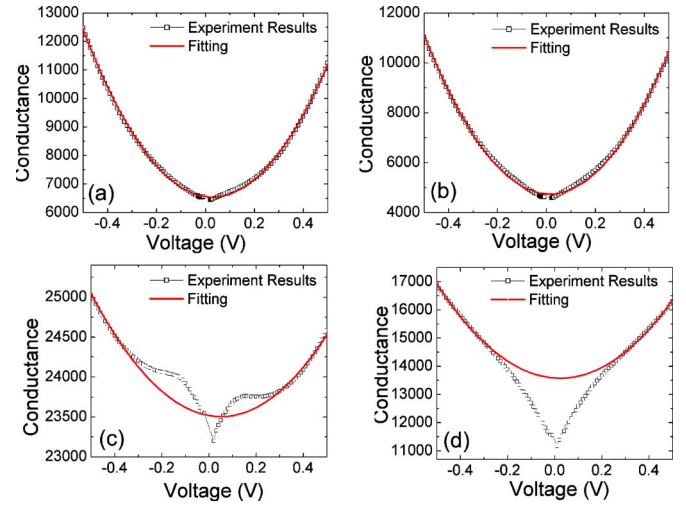 13000
12000
11000
10000
9000
8000
7000
6000
Conductance
Experiment Results
Fitting
(a)
-0.4 -0.2 0.0 0.2 0.4
Voltage (V)
12000
10000
8000
6000
4000
Conductance
Experiment Results
Fitting
(b)
-0.4 -0.2 0.0 0.2 0.4
Voltage (V)
25000
24500
24000
23500
23000
Conductance
Experiment Results
Fitting
(c)
-0.4 -0.2 0.0 0.2 0.4
Voltage (V)
17000
16000
15000
14000
13000
12000
11000
Conductance
Experiment Results
Fitting
(d)
-0.4 -0.2 0.0 0.2 0.4
Voltage (V)